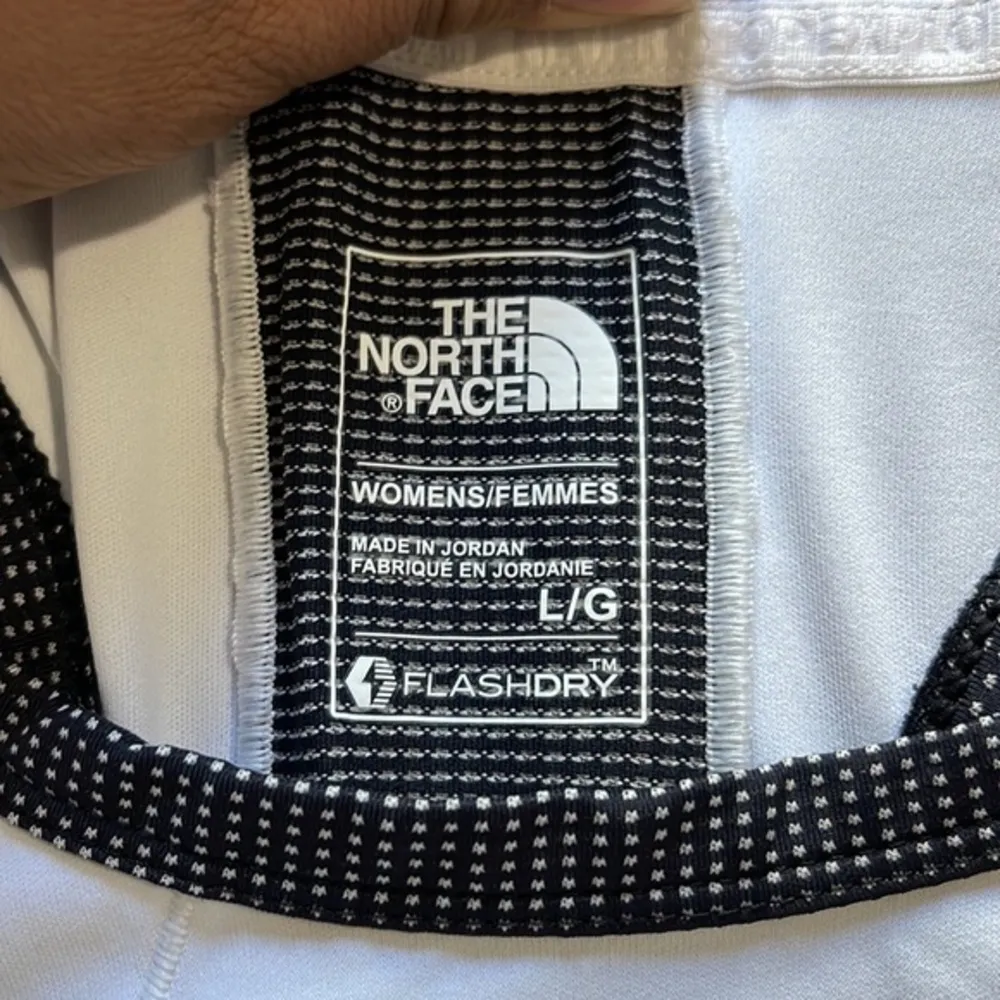 THE
NORTH
® FACE
WOMENS/FEMMES
MADE IN JORDAN
FABRIQUÉ EN JORDANIE
L/G
FLASHDRY™